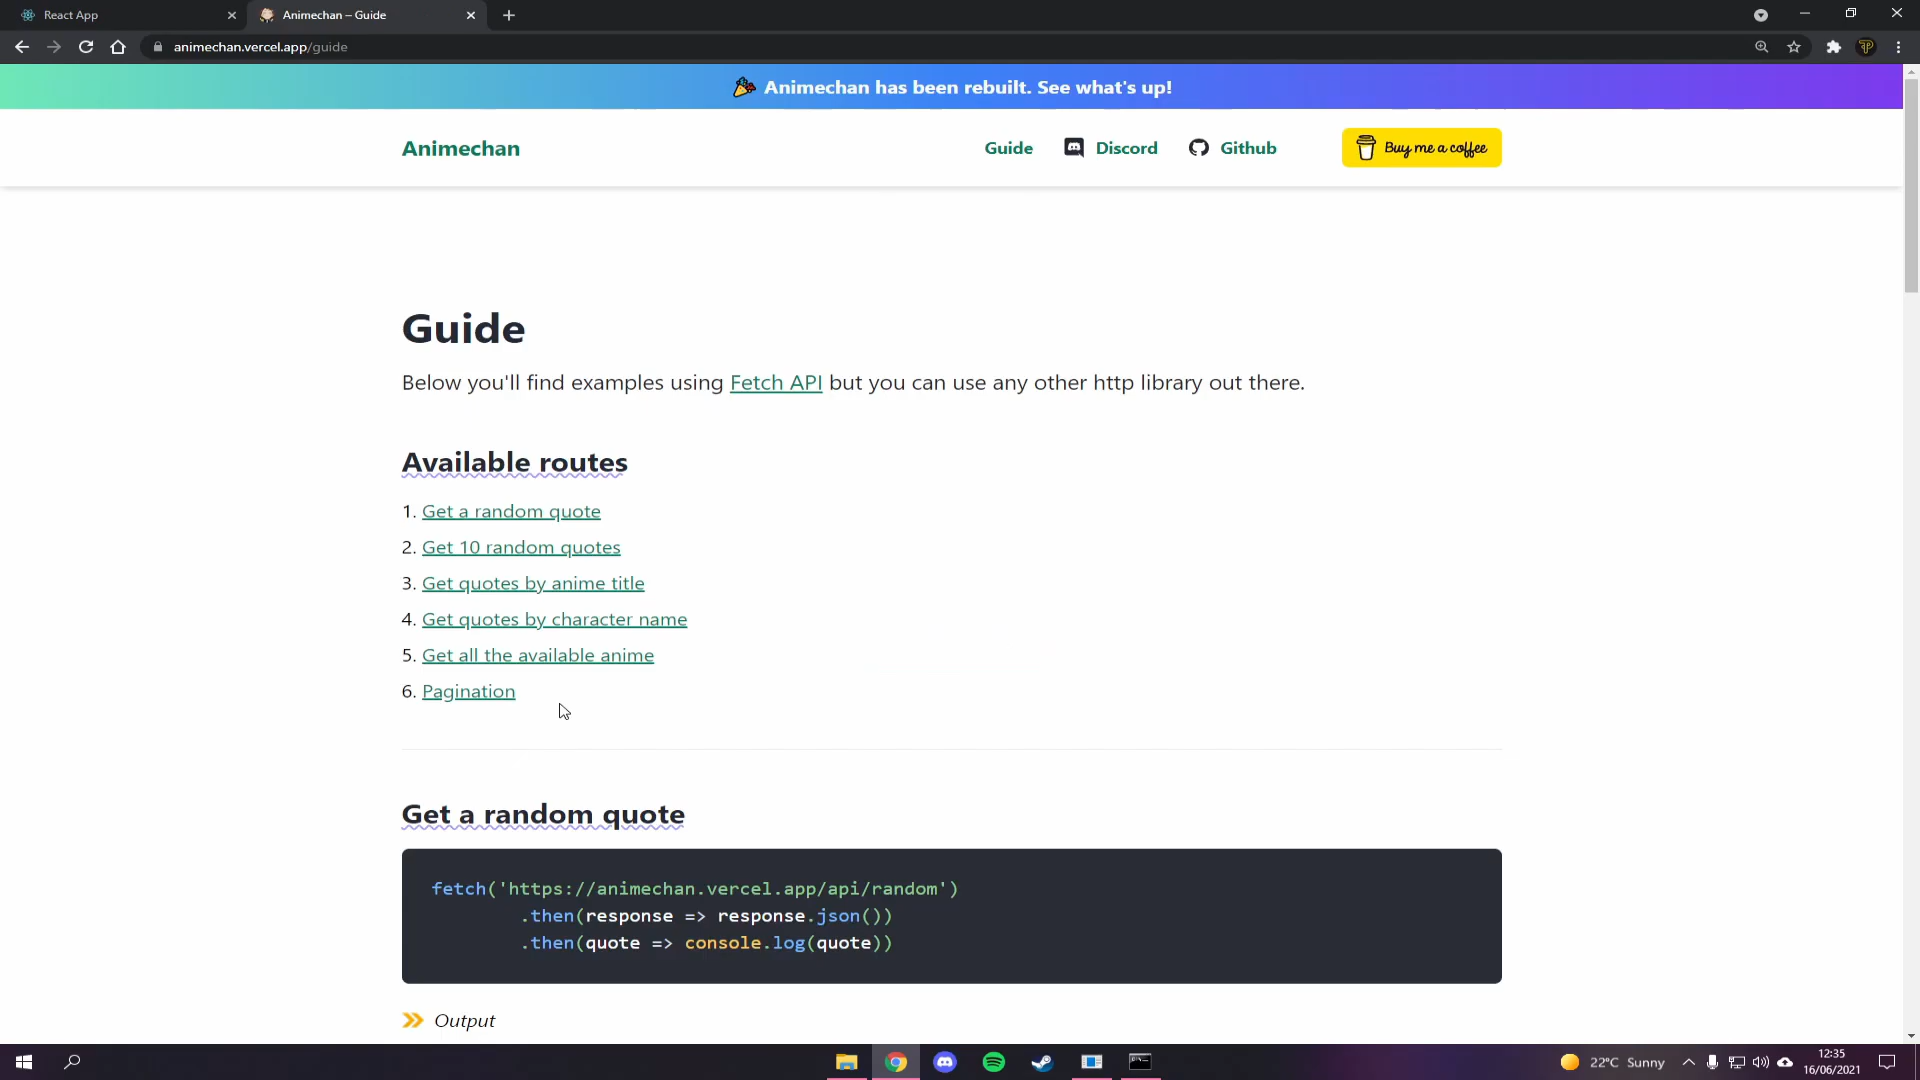 React App
Animechan – Guide
animechan.vercel.app/guide
Animechan has been rebuilt. See what's up!
Animechan
Guide
Discord
Github
Buy me a coffee
Guide
Below you'll find examples using Fetch API but you can use any other http library out there.
Available routes
1. Get a random quote
2. Get 10 random quotes
3. Get quotes by anime title
4. Get quotes by character name
5. Get all the available anime
6. Pagination
Get a random quote
fetch('https://animechan.vercel.app/api/random')
.then(response => response.json())
.then(quote => console.log(quote))
Output
22°C Sunny
12:35
16/06/2021